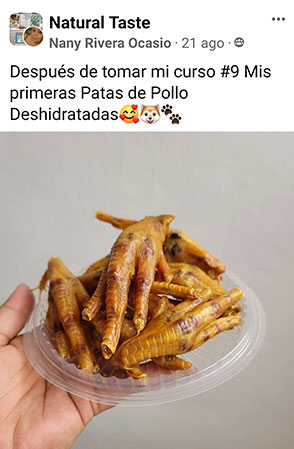 Natural Taste
Nany Rivera Ocasio · 21 ago ·
Después de tomar mi curso #9 Mis
primeras Patas de Pollo
Deshidratadas🥰🐶🐾